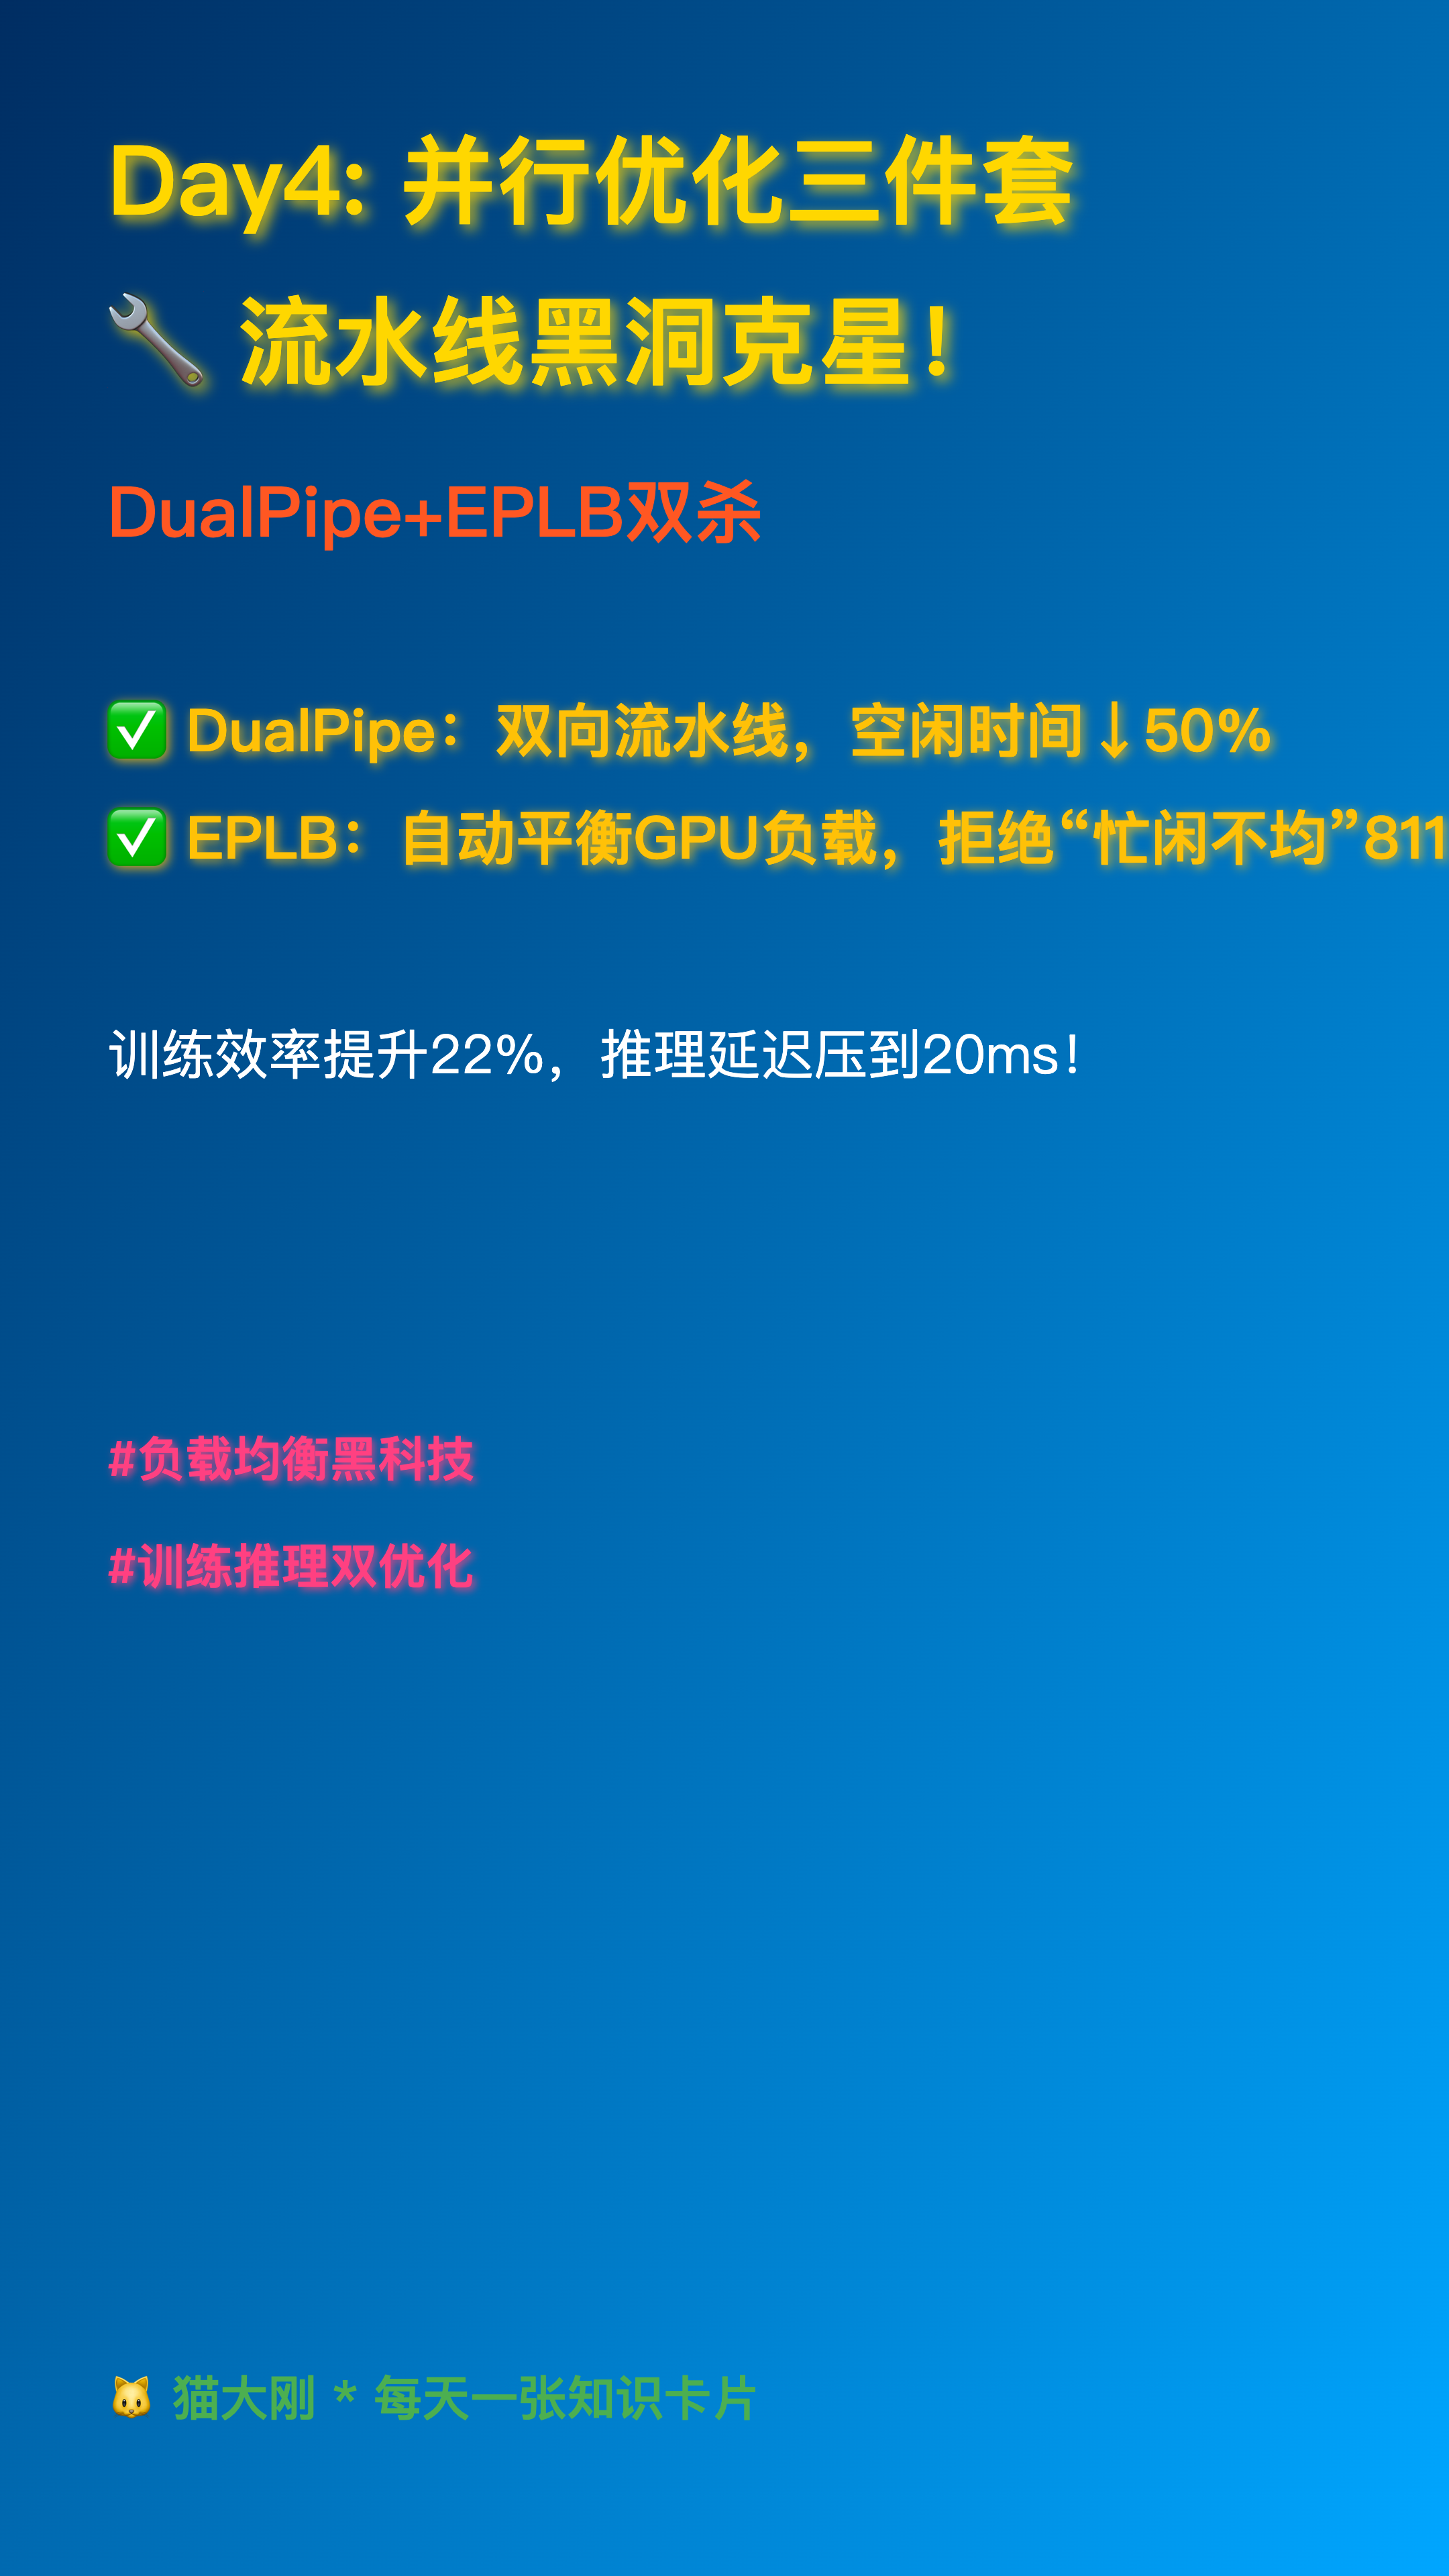 Day4: 并行优化三件套
🔧 流水线黑洞克星！
DualPipe+EPLB双杀
✅ DualPipe：双向流水线，空闲时间↓50%
✅ EPLB：自动平衡GPU负载，拒绝“忙闲不均”811
训练效率提升22%，推理延迟压到20ms！
#负载均衡黑科技
#训练推理双优化
🐱 猫大刚 * 每天一张知识卡片